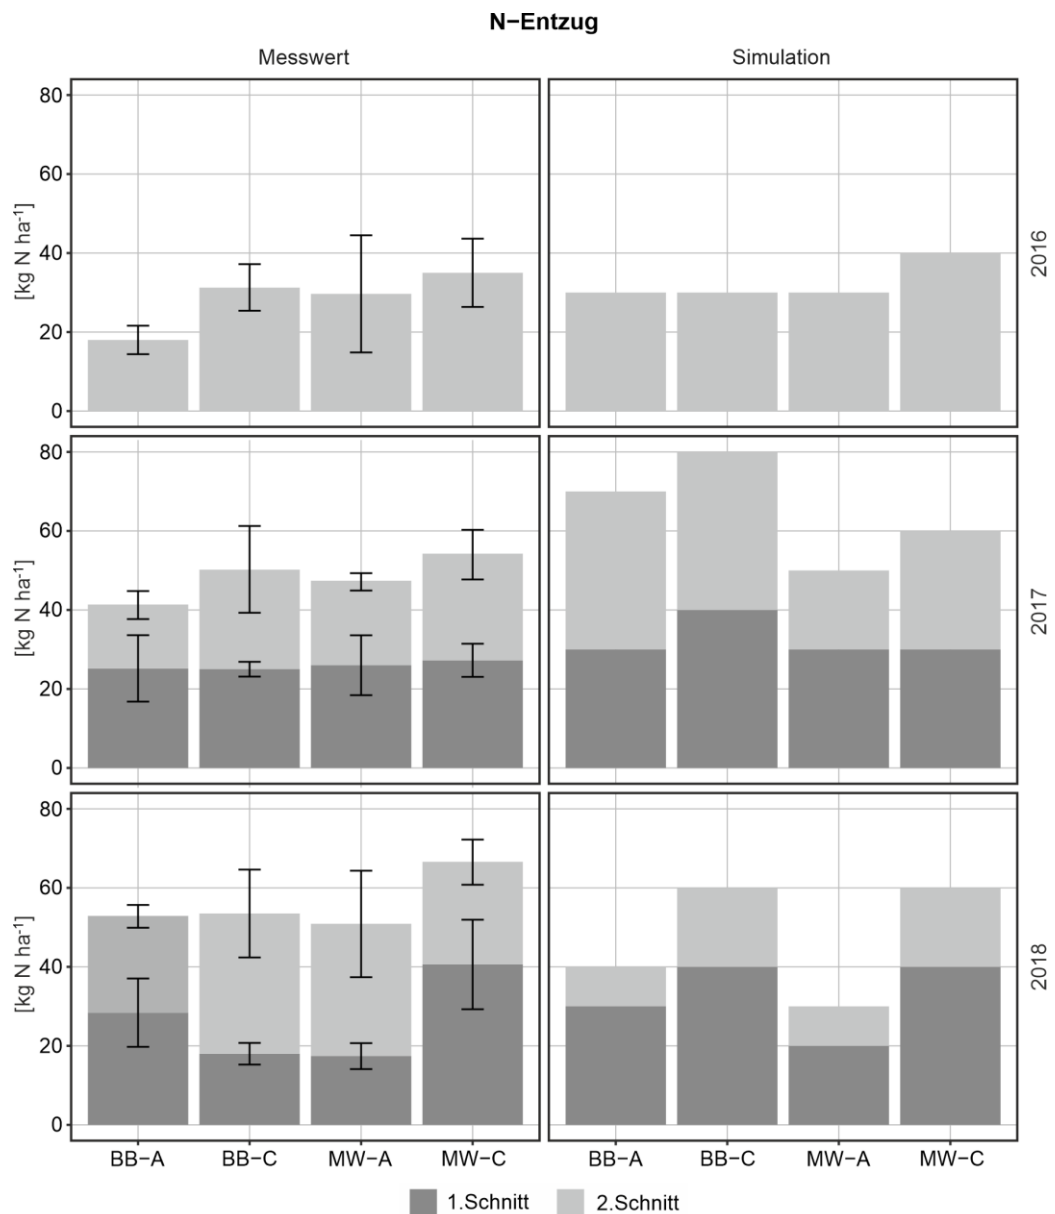 N−Entzug
Messwert
Simulation
80
60
40
20
0
[kg N ha-1]
2016
80
60
40
20
0
[kg N ha-1]
2017
80
60
40
20
0
[kg N ha-1]
2018
BB−A BB−C MW−A MW−C
BB−A BB−C MW−A MW−C
1.Schnitt 2.Schnitt